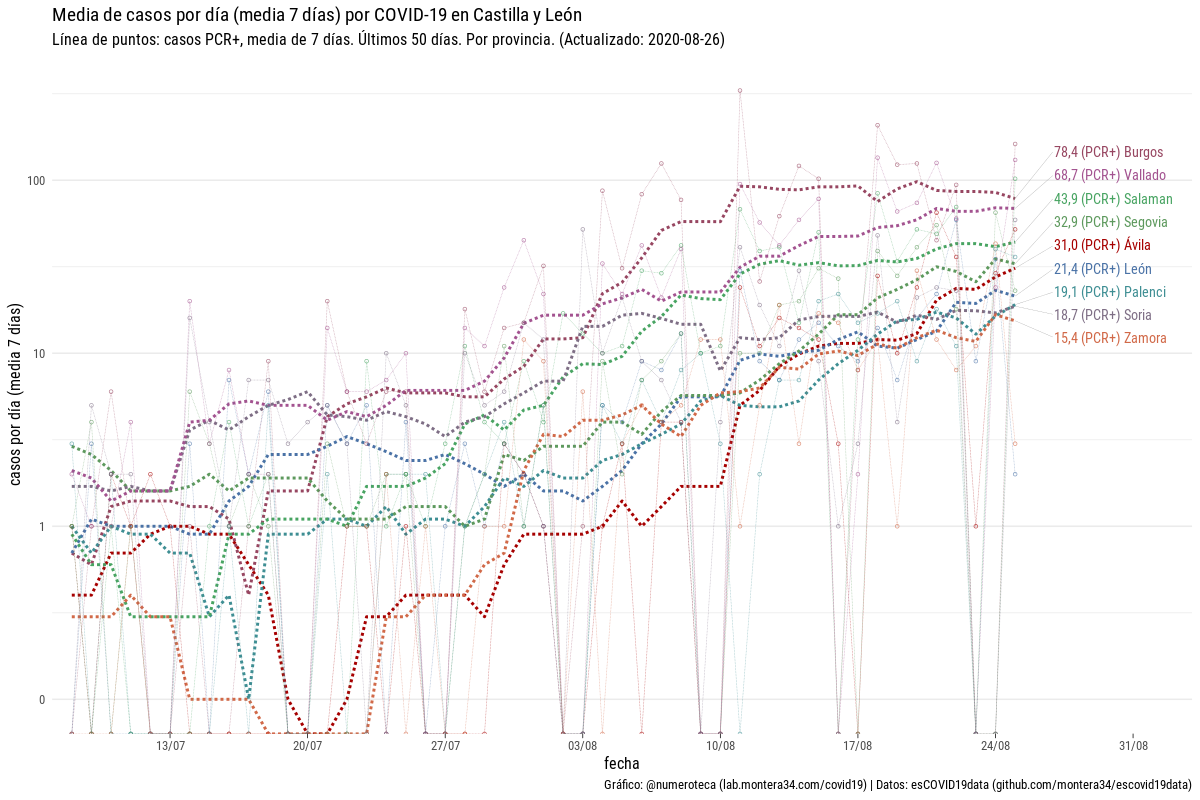 Media de casos por día (media 7 días) por COVID-19 en Castilla y León
Línea de puntos: casos PCR+, media de 7 días. Últimos 50 días. Por provincia. (Actualizado: 2020-08-26)
casos por día (media 7 días)
100
10
1
0
78,4 (PCR+) Burgos
68,7 (PCR+) Vallado
43,9 (PCR+) Salaman
32,9 (PCR+) Segovia
31,0 (PCR+) Ávila
21,4 (PCR+) León
19,1 (PCR+) Palenci
18,7 (PCR+) Soria
15,4 (PCR+) Zamora
13/07 20/07 27/07 03/08 10/08 17/08 24/08 31/08
fecha
Gráfico: @numeroteca (lab.montera34.com/covid19) | Datos: esCOVID19data (github.com/montera34/escovid19data)